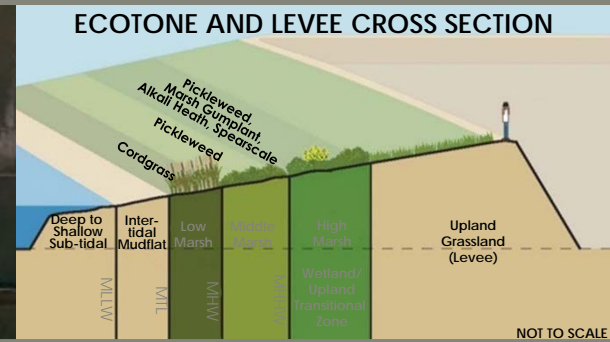 ECOTONE AND LEVEE CROSS SECTION
Pickleweed,
Marsh Gumplant,
Alkali Heath, Spearscale
Pickleweed
Cordgrass
Deep to
Shallow
Sub-tidal
Inter-
tidal
Mudflat
Low
Marsh
Middle
Marsh
High
Marsh
Wetland/
Upland
Transitional
Zone
Upland
Grassland
(Levee)
MLLW
MTL
MHW
MHHW
NOT TO SCALE